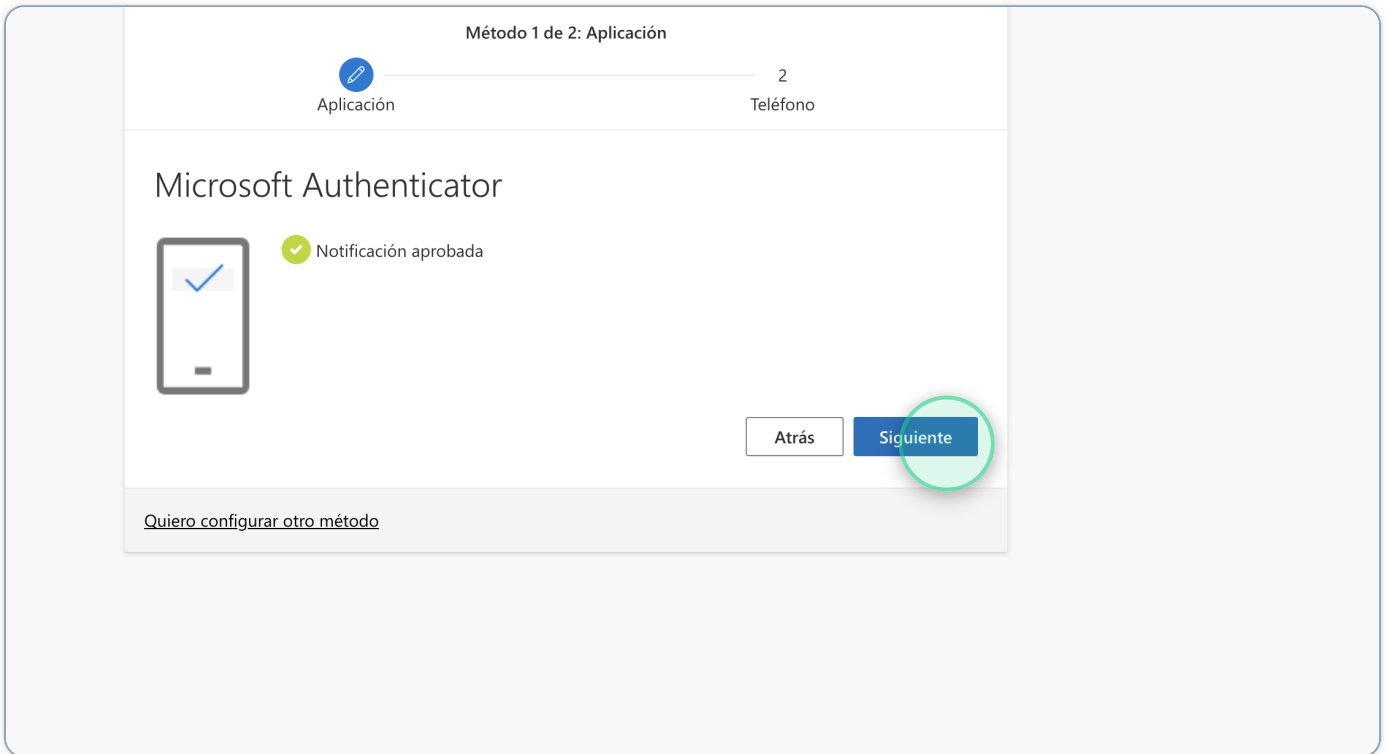 Método 1 de 2: Aplicación
2
Aplicación
Teléfono
Microsoft Authenticator
Notificación aprobada
Atrás
Siguiente
Quiero configurar otro método